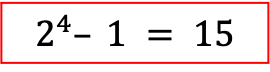 2⁴– 1 = 15